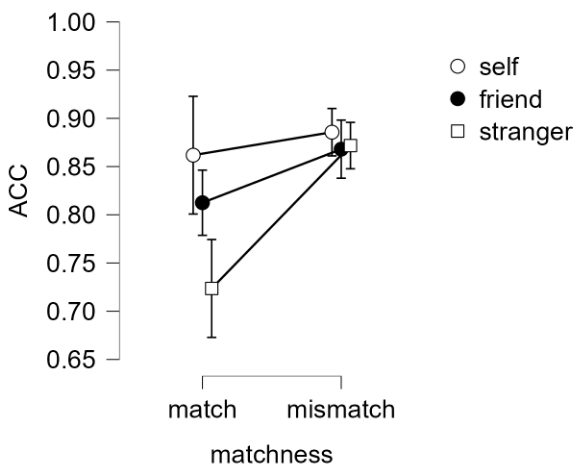 1.00
0.95
0.90
0.85
0.80
0.75
0.70
0.65
ACC
self
friend
stranger
match mismatch
matchness